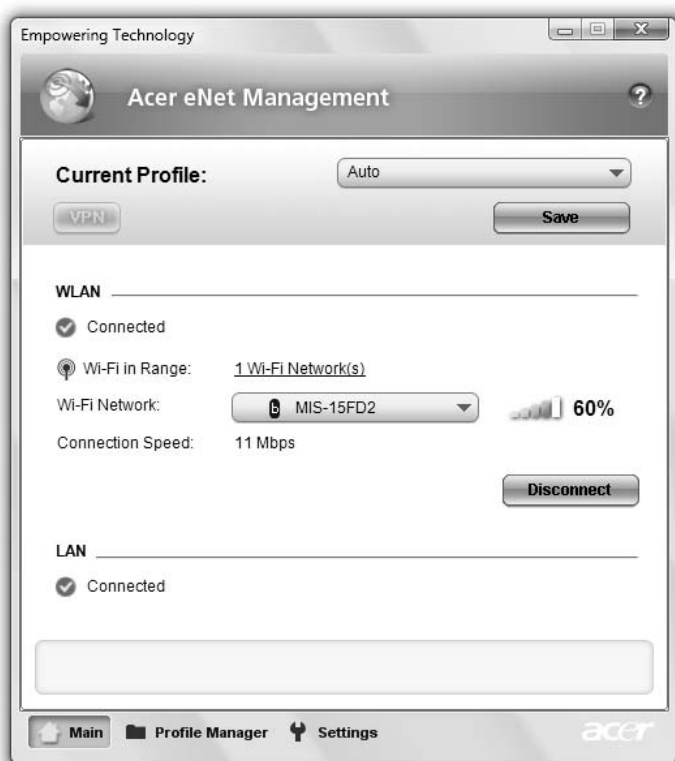 Empowering Technology
Acer eNet Management
?
Current Profile: Auto
VPN Save
WLAN
Connected
Wi-Fi in Range: 1 Wi-Fi Network(s)
Wi-Fi Network: b MIS-15FD2 60%
Connection Speed: 11 Mbps
Disconnect
LAN
Connected
Main Profile Manager Settings acer